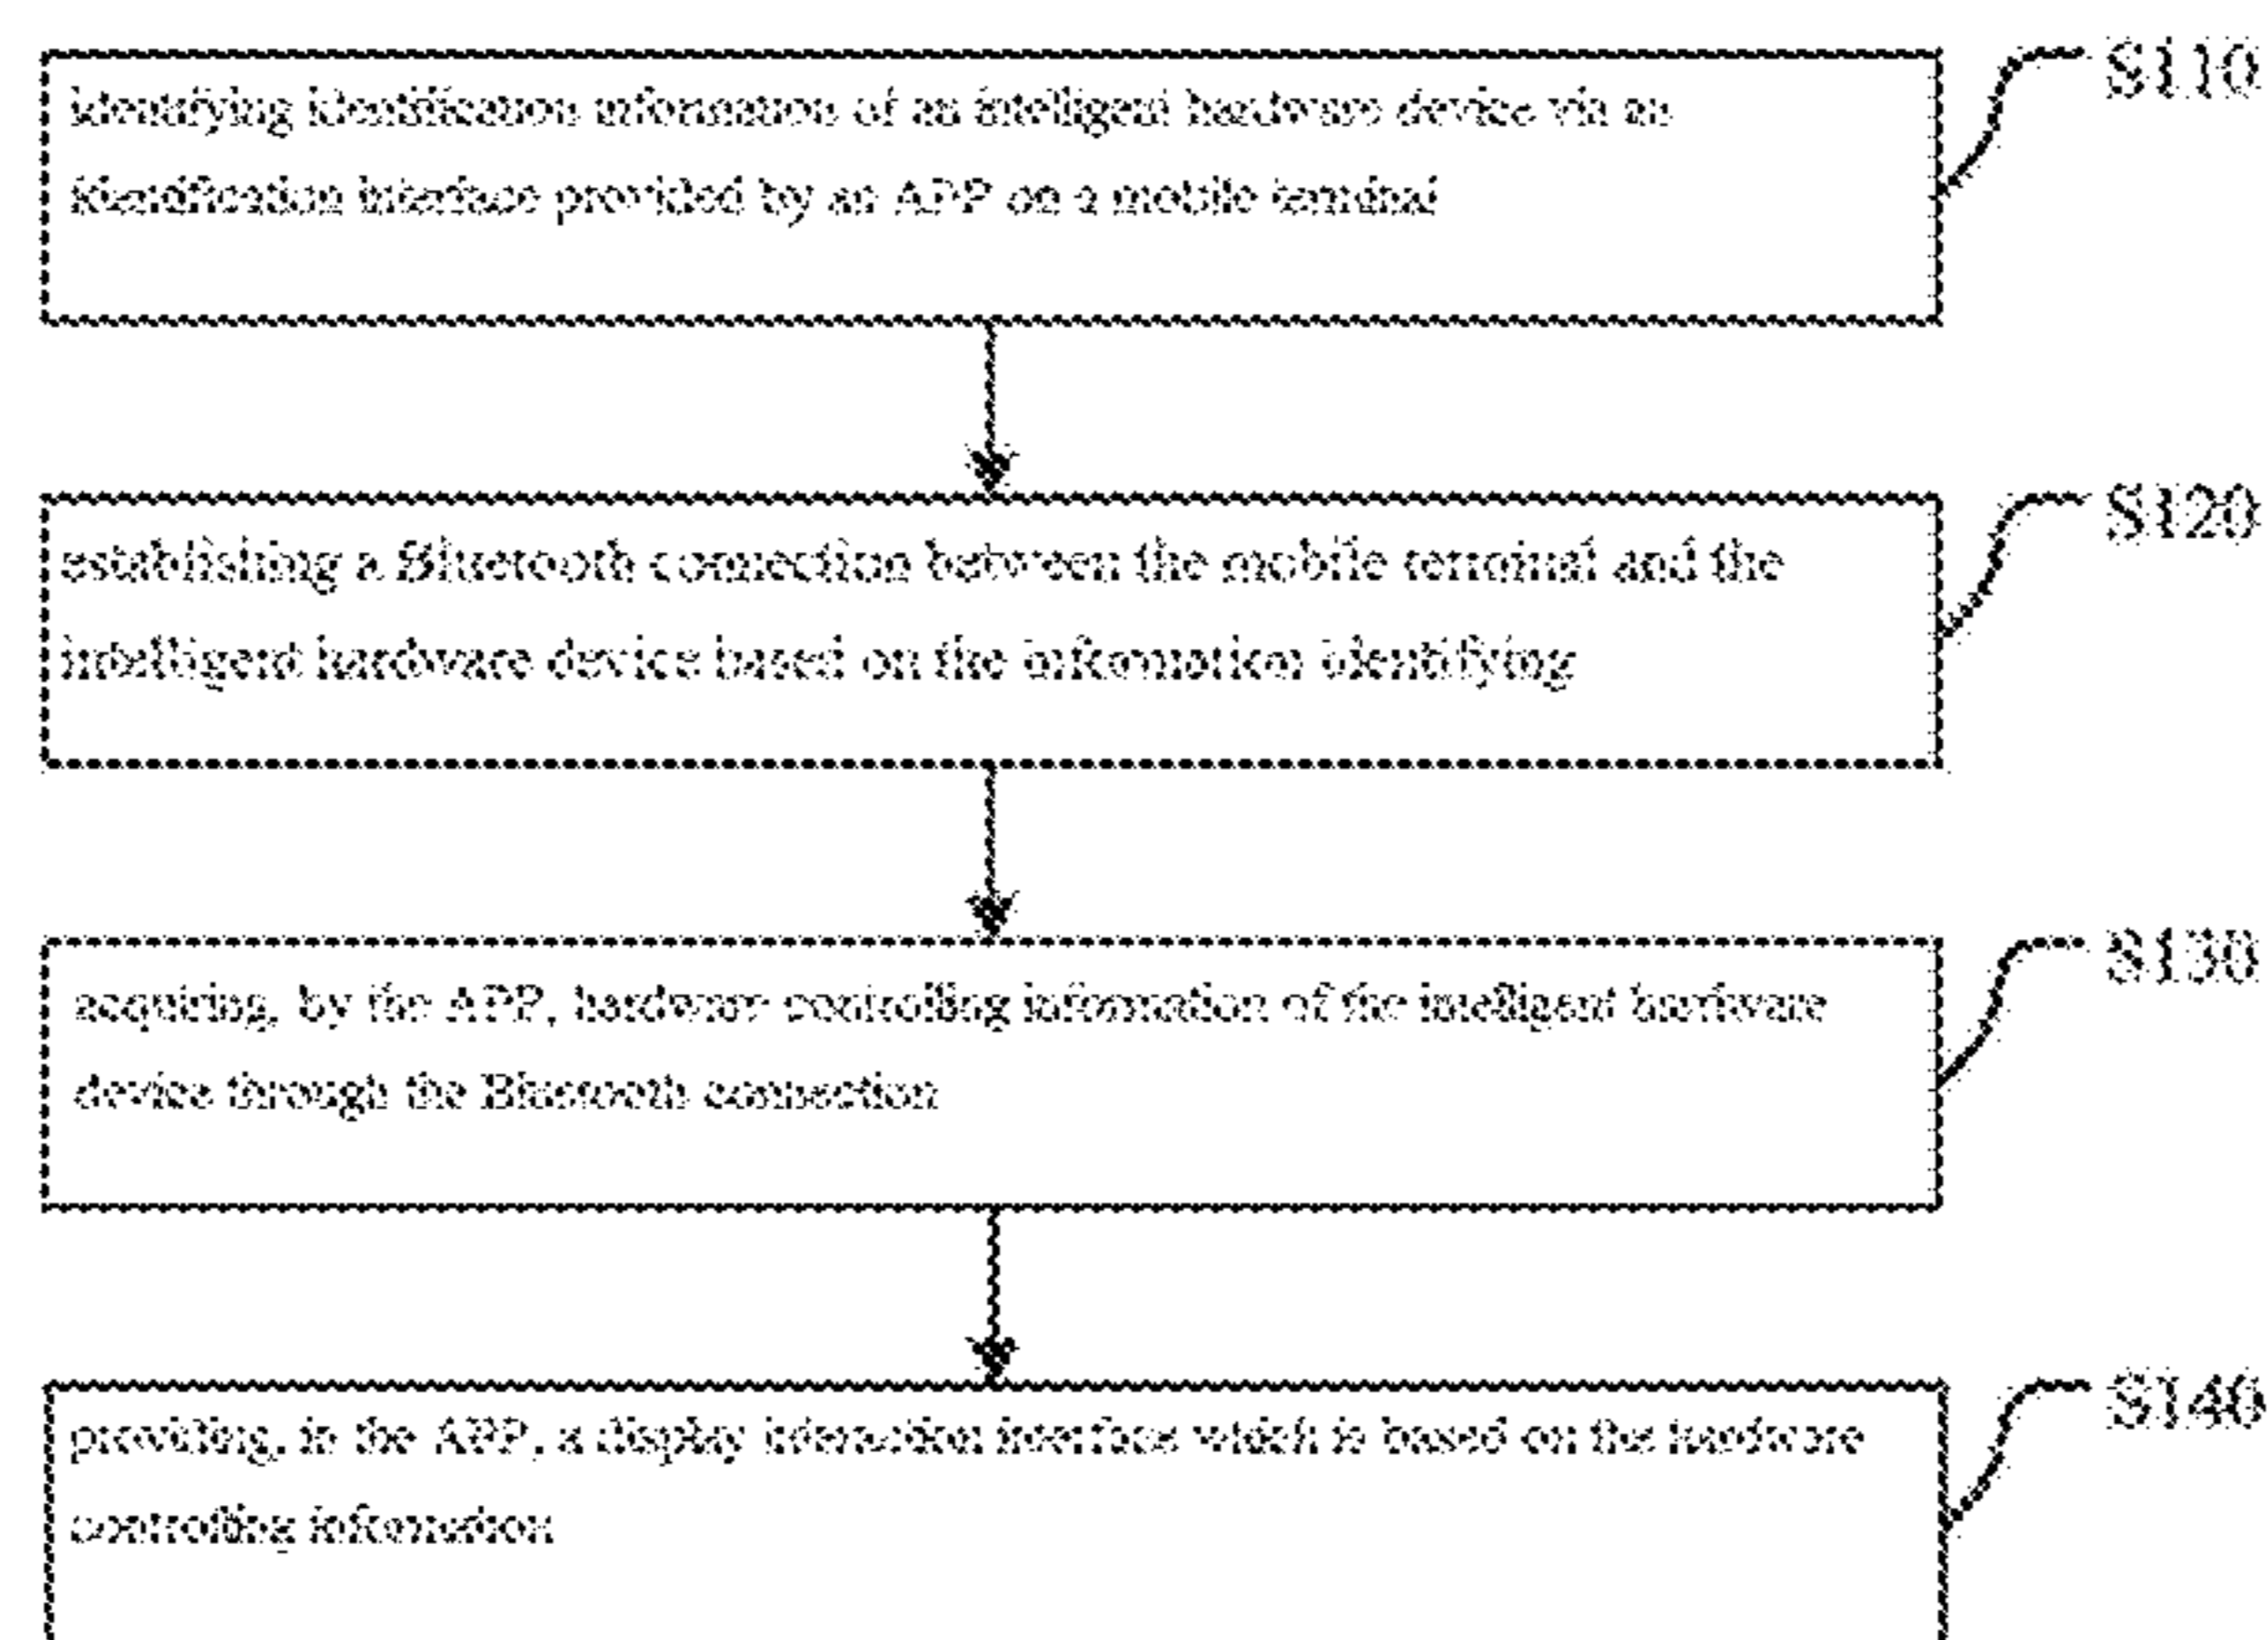 identifying identification information of an intelligent hardware device via an
identification interface provided by an APP on a mobile terminal
S110
establishing a Bluetooth connection between the mobile terminal and the
intelligent hardware device based on the information identifying
S120
acquiring, by the APP, hardware controlling information of the intelligent hardware
device through the Bluetooth connection
S130
providing, in the APP, a display interaction interface which is based on the hardware
controlling information
S140